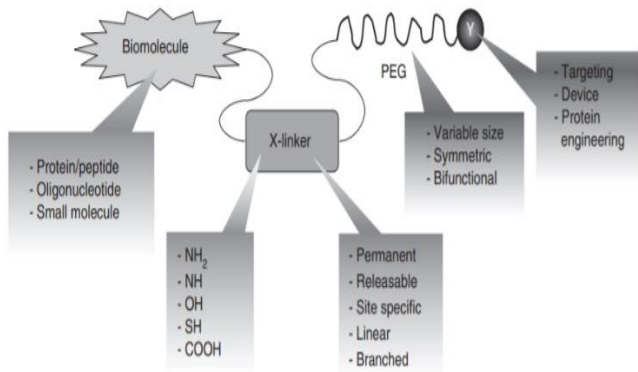 Biomolecule
Y
PEG
- Targeting
- Device
- Protein
engineering
X-linker
- Variable size
- Symmetric
- Bifunctional
- Protein/peptide
- Oligonucleotide
- Small molecule
- NH₂
- NH
- OH
- SH
- COOH
- Permanent
- Releasable
- Site specific
- Linear
- Branched